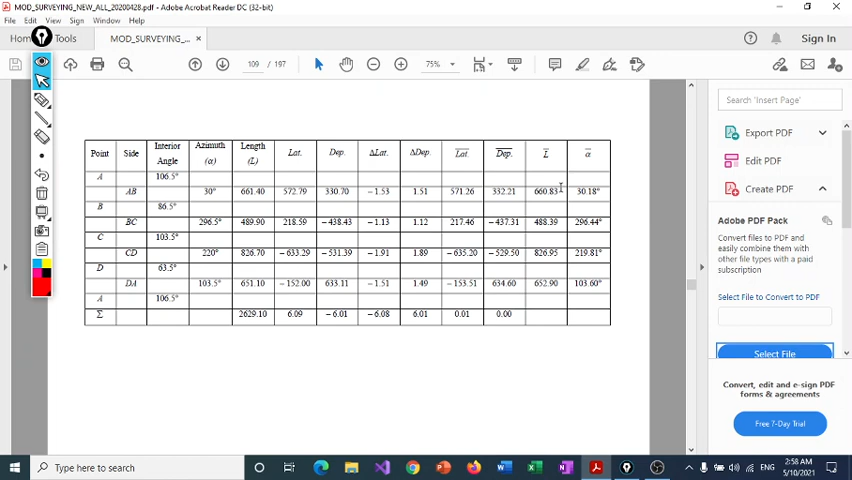 MOD_SURVEYING_NEW_ALL_20200428.pdf - Adobe Acrobat Reader DC (32-bit)
File Edit View Sign Window Help
Home Tools MOD_SURVEYING_... × Sign In
109 / 197 75%
Point Side Interior Angle Azimuth (α) Length (L) Lat. Dep. ΔLat. ΔDep. Lat. Dep. L α
A 106.5°
AB 30° 661.40 572.79 330.70 – 1.53 1.51 571.26 332.21 660.83 30.18°
B 86.5°
BC 296.5° 489.90 218.59 – 438.43 – 1.13 1.12 217.46 – 437.31 488.39 296.44°
C 103.5°
CD 220° 826.70 – 633.29 – 531.39 – 1.91 1.89 – 635.20 – 529.50 826.95 219.81°
D 63.5°
DA 103.5° 651.10 – 152.00 633.11 – 1.51 1.49 – 153.51 634.60 652.90 103.60°
A 106.5°
Σ 2629.10 6.09 – 6.01 – 6.08 6.01 0.01 0.00
Search 'Insert Page'
Export PDF
Edit PDF
Create PDF
Adobe PDF Pack
Convert files to PDF and
easily combine them with
other file types with a paid
subscription
Select File to Convert to PDF
Select File
Convert, edit and e-sign PDF
forms & agreements
Free 7-Day Trial
Type here to search
ENG
2:58 AM
5/10/2021